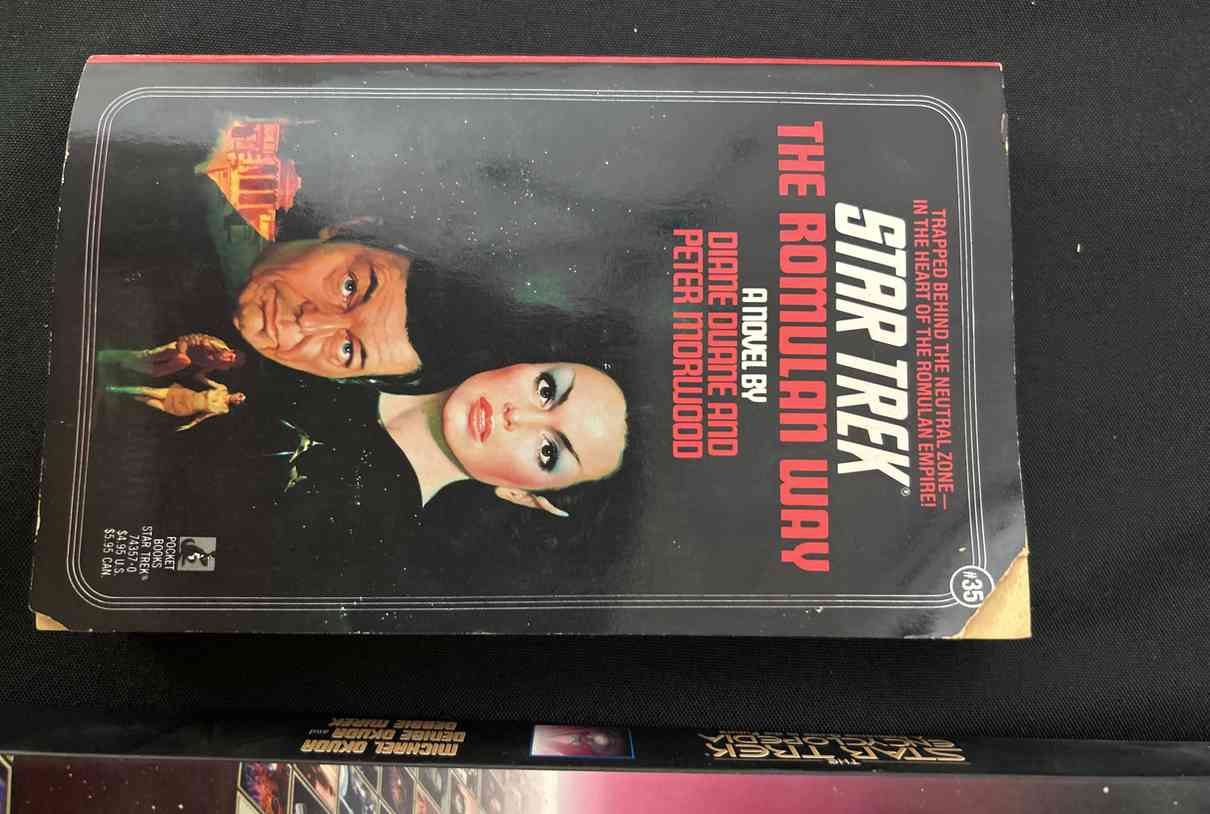 TRAPPED BEHIND THE NEUTRAL ZONE—
IN THE HEART OF THE ROMULAN EMPIRE!
STAR TREK®
THE ROMULAN WAY
A NOVEL BY
DIANE DUANE AND
PETER MORWOOD
#35
POCKET
BOOKS
STAR TREK®
74357-0
$4.95 U.S.
$5.95 CAN.
THE
STAR TREK
ENCYCLOPEDIA
MICHAEL OKUDA
DENISE OKUDA and
DEBBIE MIREK